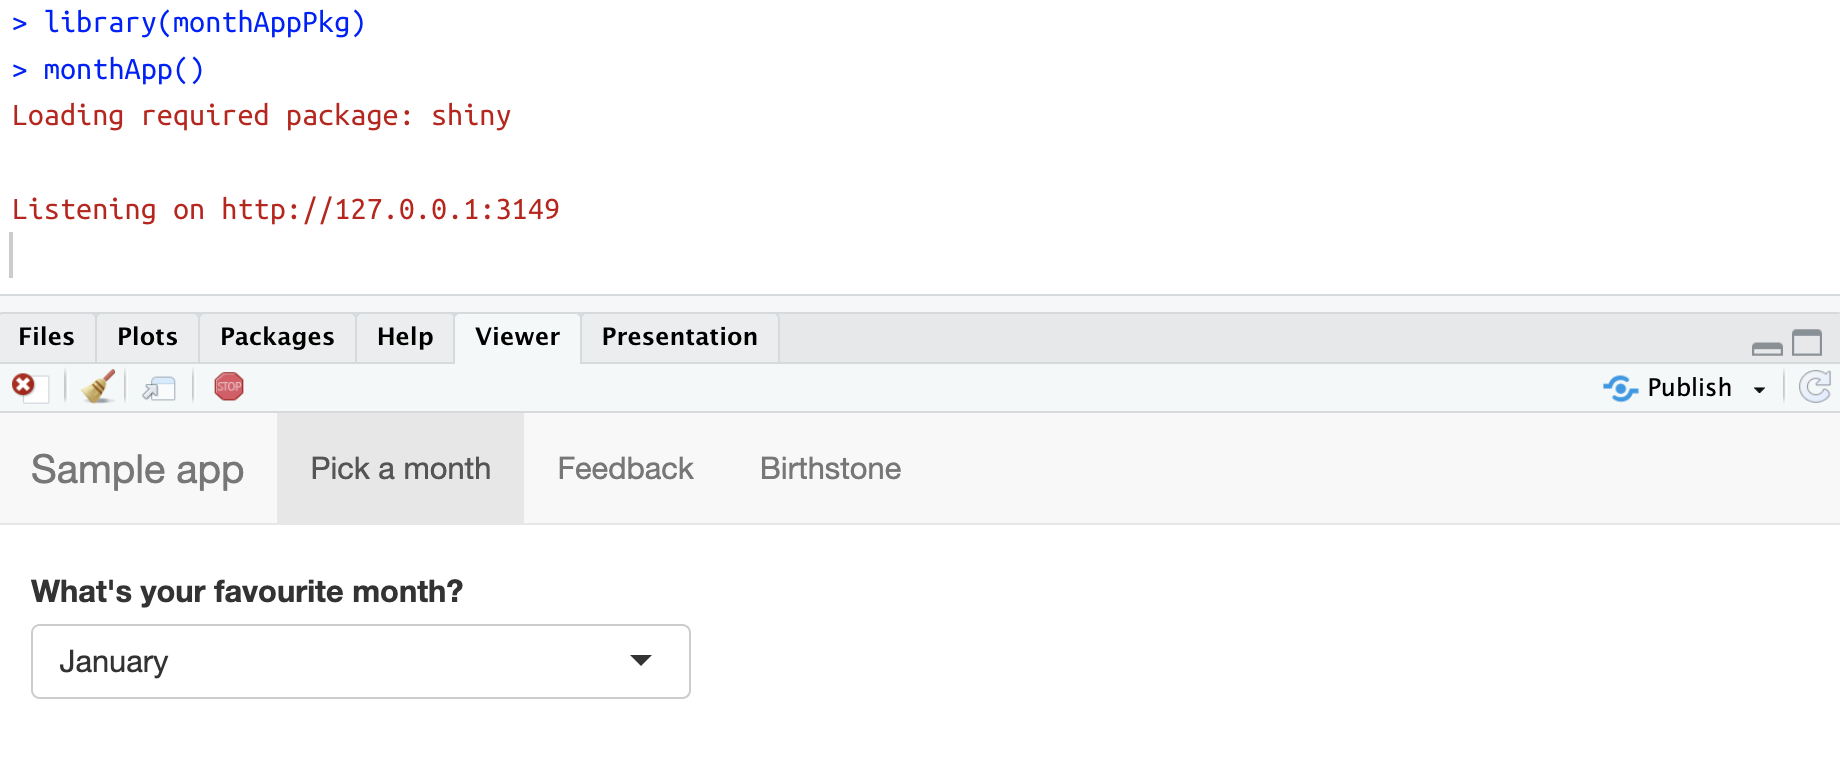 > library(monthAppPkg)
> monthApp()
Loading required package: shiny
Listening on http://127.0.0.1:3149
Files Plots Packages Help Viewer Presentation
STOP Publish
Sample app Pick a month Feedback Birthstone
What's your favourite month?
January